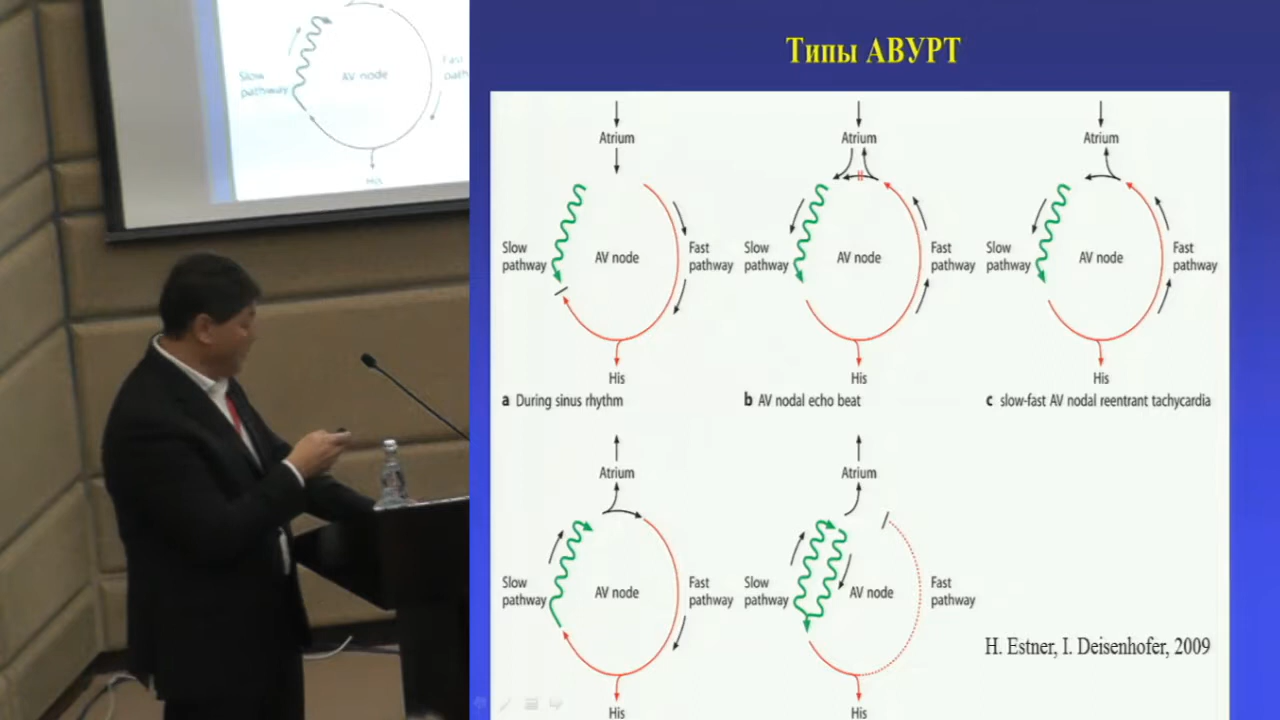 Типы АВУРТ
Slow
pathway
AV node
His
Atrium
Slow
pathway
AV node
Fast
pathway
His
a During sinus rhythm
Atrium
Slow
pathway
AV node
Fast
pathway
His
b AV nodal echo beat
Atrium
Slow
pathway
AV node
Fast
pathway
His
c slow-fast AV nodal reentrant tachycardia
Atrium
Slow
pathway
AV node
Fast
pathway
His
Atrium
Slow
pathway
AV node
Fast
pathway
His
H. Estner, I. Deisenhofer, 2009